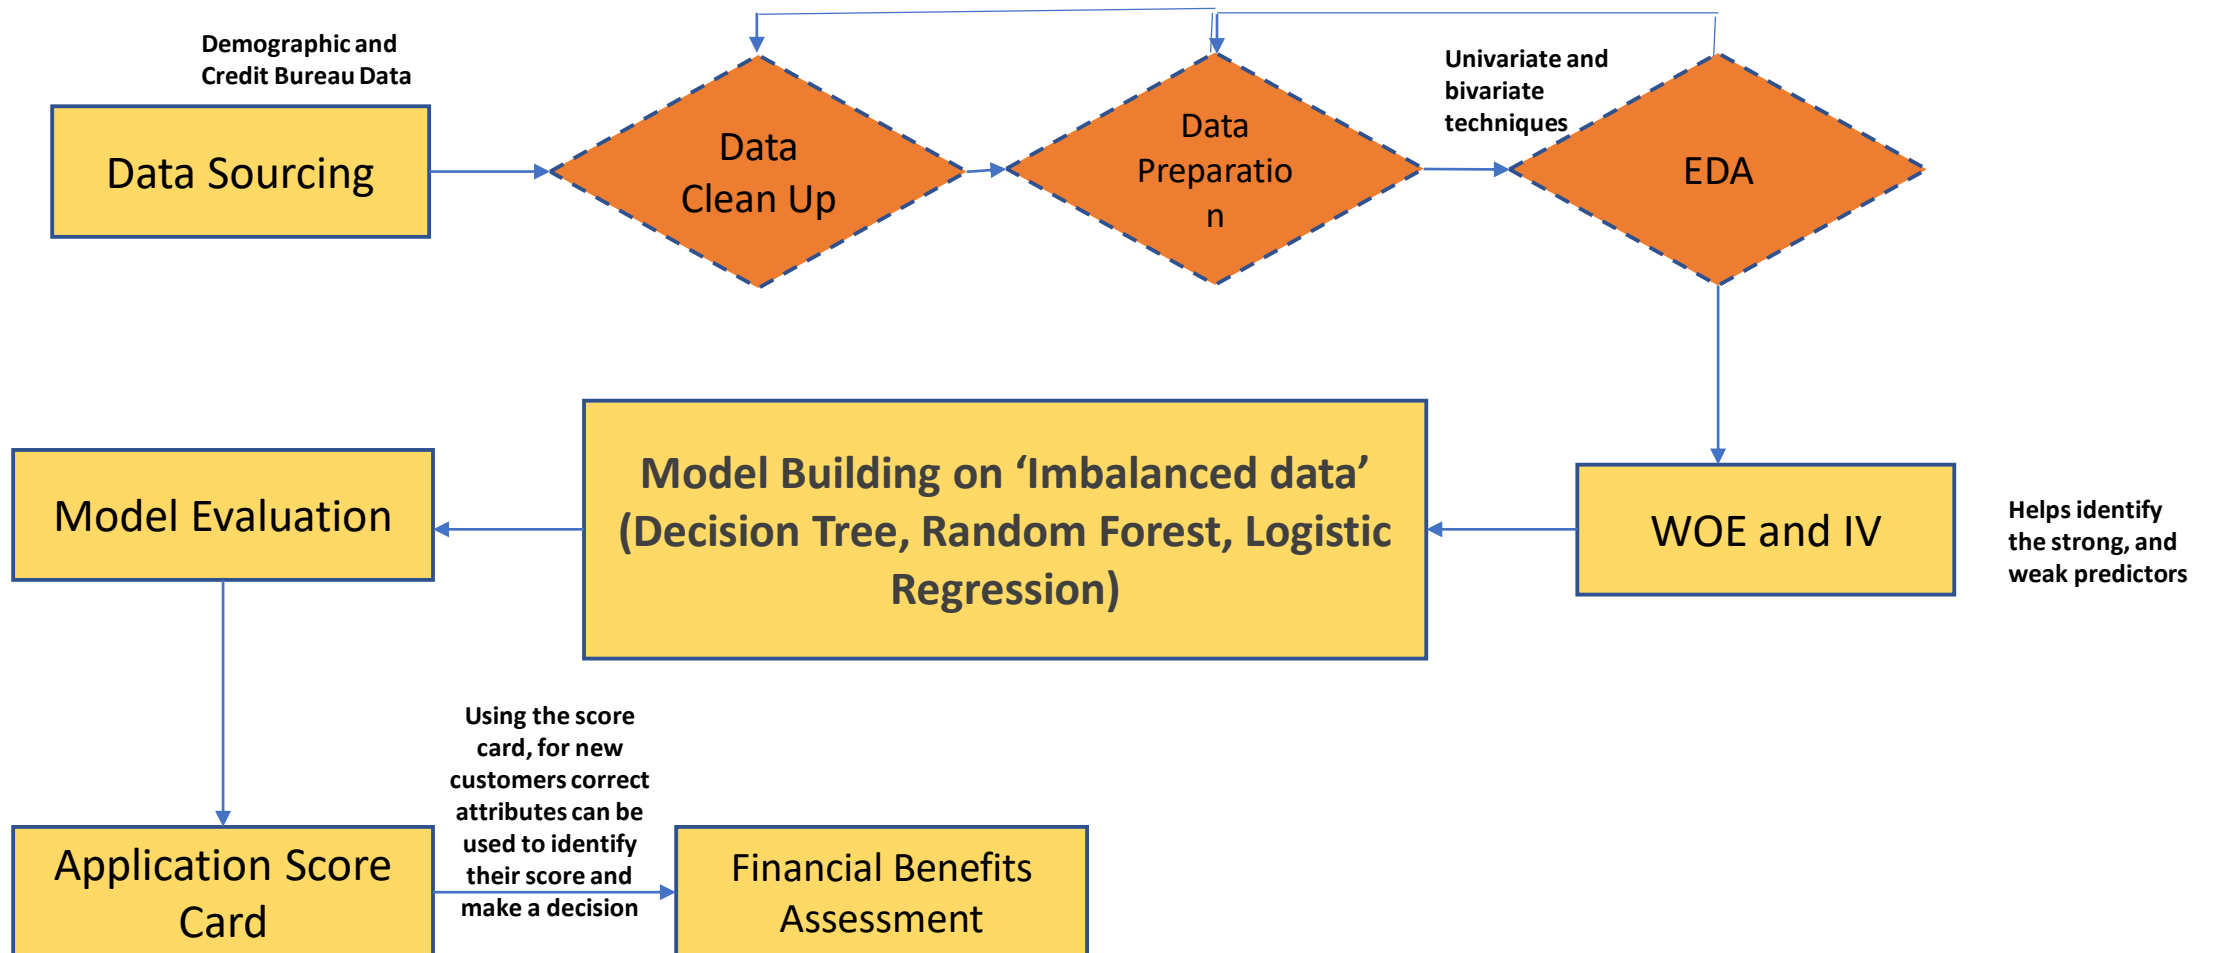 Demographic and
Credit Bureau Data
Data Sourcing
Data
Clean Up
Data
Preparatio
n
Univariate and
bivariate
techniques
EDA
Model Evaluation
Model Building on ‘Imbalanced data’
(Decision Tree, Random Forest, Logistic
Regression)
WOE and IV
Helps identify
the strong, and
weak predictors
Application Score
Card
Using the score
card, for new
customers correct
attributes can be
used to identify
their score and
make a decision
Financial Benefits
Assessment